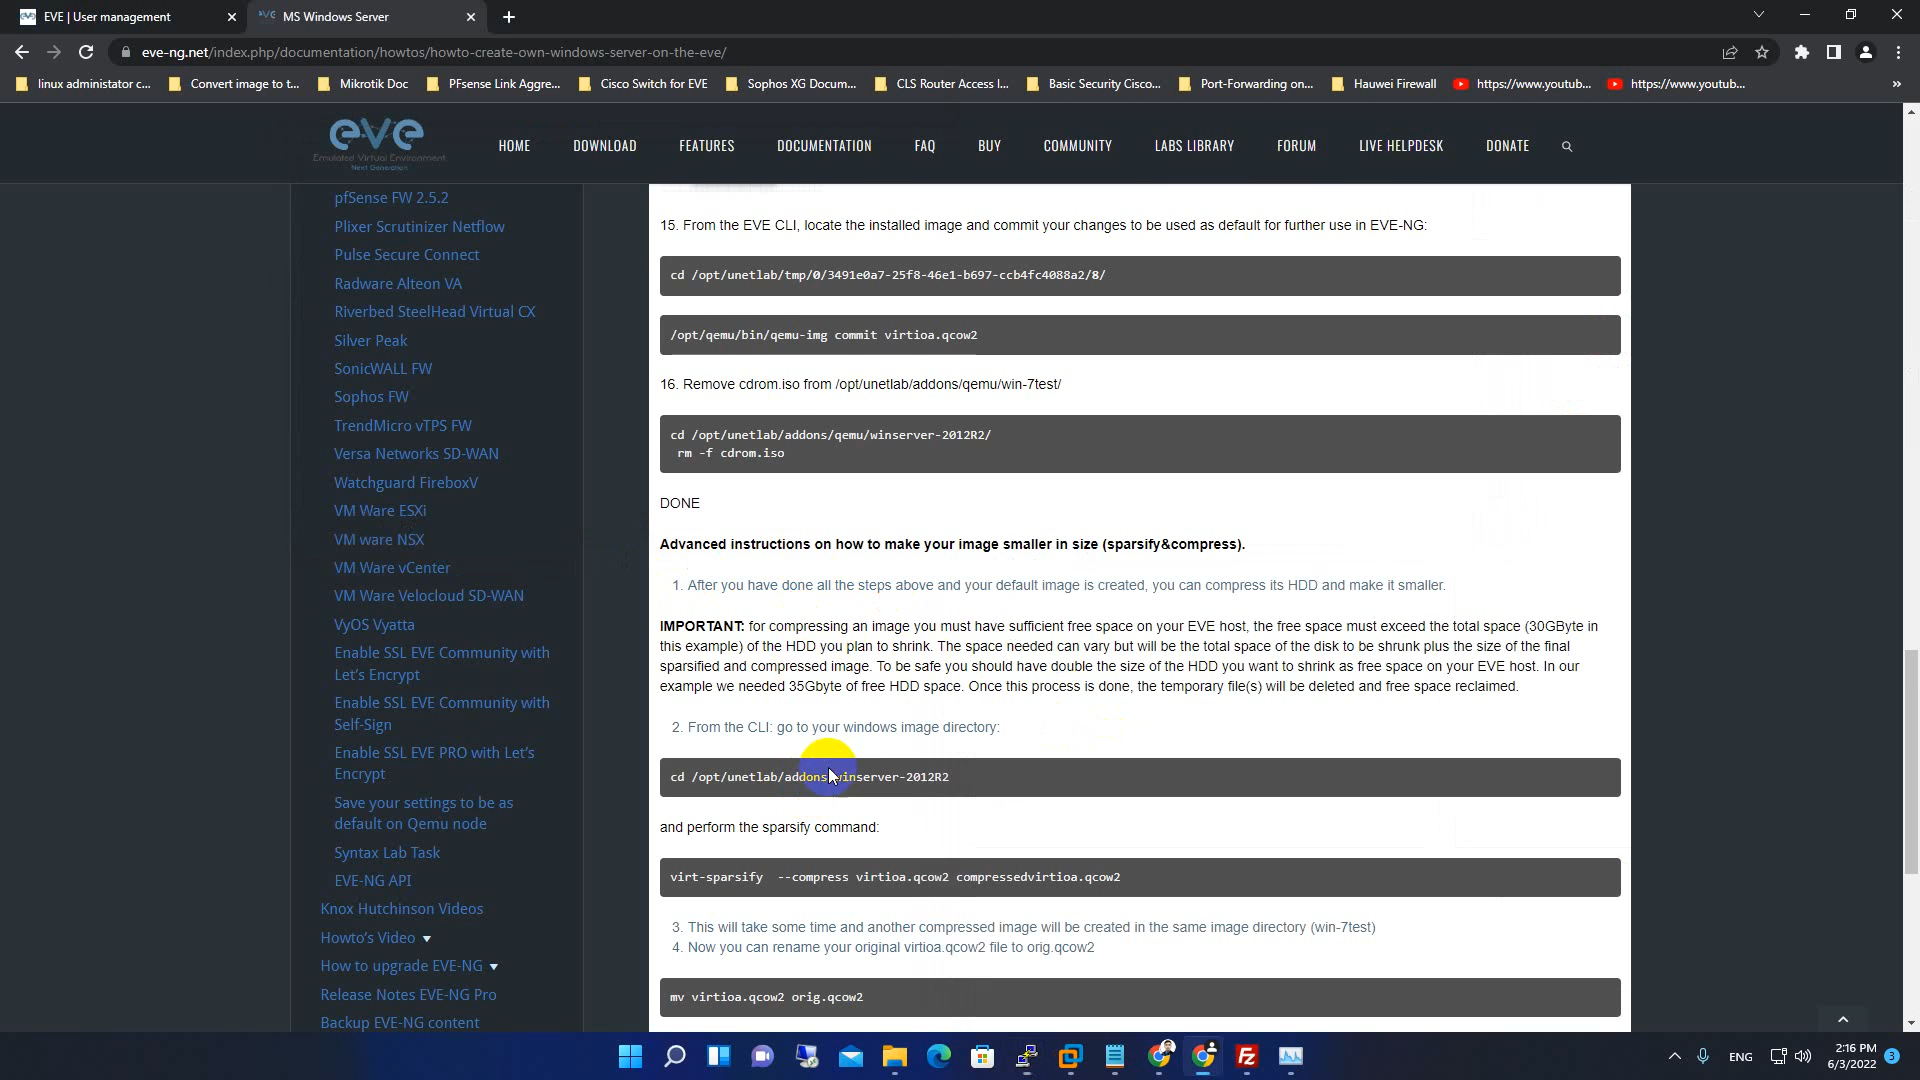 EVE | User management
MS Windows Server
eve-ng.net/index.php/documentation/howtos/howto-create-own-windows-server-on-the-eve/
linux administator c...
Convert image to t...
Mikrotik Doc
PFsense Link Aggre...
Cisco Switch for EVE
Sophos XG Docum...
CLS Router Access l...
Basic Security Cisco...
Port-Forwarding on...
Hauwei Firewall
https://www.youtub...
https://www.youtub...
eve
Emulated Virtual Environment
Next Generation
HOME
DOWNLOAD
FEATURES
DOCUMENTATION
FAQ
BUY
COMMUNITY
LABS LIBRARY
FORUM
LIVE HELPDESK
DONATE
pfSense FW 2.5.2
Plixer Scrutinizer Netflow
Pulse Secure Connect
Radware Alteon VA
Riverbed SteelHead Virtual CX
Silver Peak
SonicWALL FW
Sophos FW
TrendMicro vTPS FW
Versa Networks SD-WAN
Watchguard FireboxV
VM Ware ESXi
VM ware NSX
VM Ware vCenter
VM Ware Velocloud SD-WAN
VyOS Vyatta
Enable SSL EVE Community with
Let's Encrypt
Enable SSL EVE Community with
Self-Sign
Enable SSL EVE PRO with Let's
Encrypt
Save your settings to be as
default on Qemu node
Syntax Lab Task
EVE-NG API
Knox Hutchinson Videos
Howto's Video
How to upgrade EVE-NG
Release Notes EVE-NG Pro
Backup EVE-NG content
15. From the EVE CLI, locate the installed image and commit your changes to be used as default for further use in EVE-NG:
cd /opt/unetlab/tmp/0/3491e0a7-25f8-46e1-b697-ccb4fc4088a2/8/
/opt/qemu/bin/qemu-img commit virtioa.qcow2
16. Remove cdrom.iso from /opt/unetlab/addons/qemu/win-7test/
cd /opt/unetlab/addons/qemu/winserver-2012R2/
rm -f cdrom.iso
DONE
Advanced instructions on how to make your image smaller in size (sparsify&compress).
1. After you have done all the steps above and your default image is created, you can compress its HDD and make it smaller.
IMPORTANT: for compressing an image you must have sufficient free space on your EVE host, the free space must exceed the total space (30GByte in
this example) of the HDD you plan to shrink. The space needed can vary but will be the total space of the disk to be shrunk plus the size of the final
sparsified and compressed image. To be safe you should have double the size of the HDD you want to shrink as free space on your EVE host. In our
example we needed 35Gbyte of free HDD space. Once this process is done, the temporary file(s) will be deleted and free space reclaimed.
2. From the CLI: go to your windows image directory:
cd /opt/unetlab/addons/winserver-2012R2
and perform the sparsify command:
virt-sparsify --compress virtioa.qcow2 compressedvirtioa.qcow2
3. This will take some time and another compressed image will be created in the same image directory (win-7test)
4. Now you can rename your original virtioa.qcow2 file to orig.qcow2
mv virtioa.qcow2 orig.qcow2
ENG
2:16 PM
6/3/2022
3